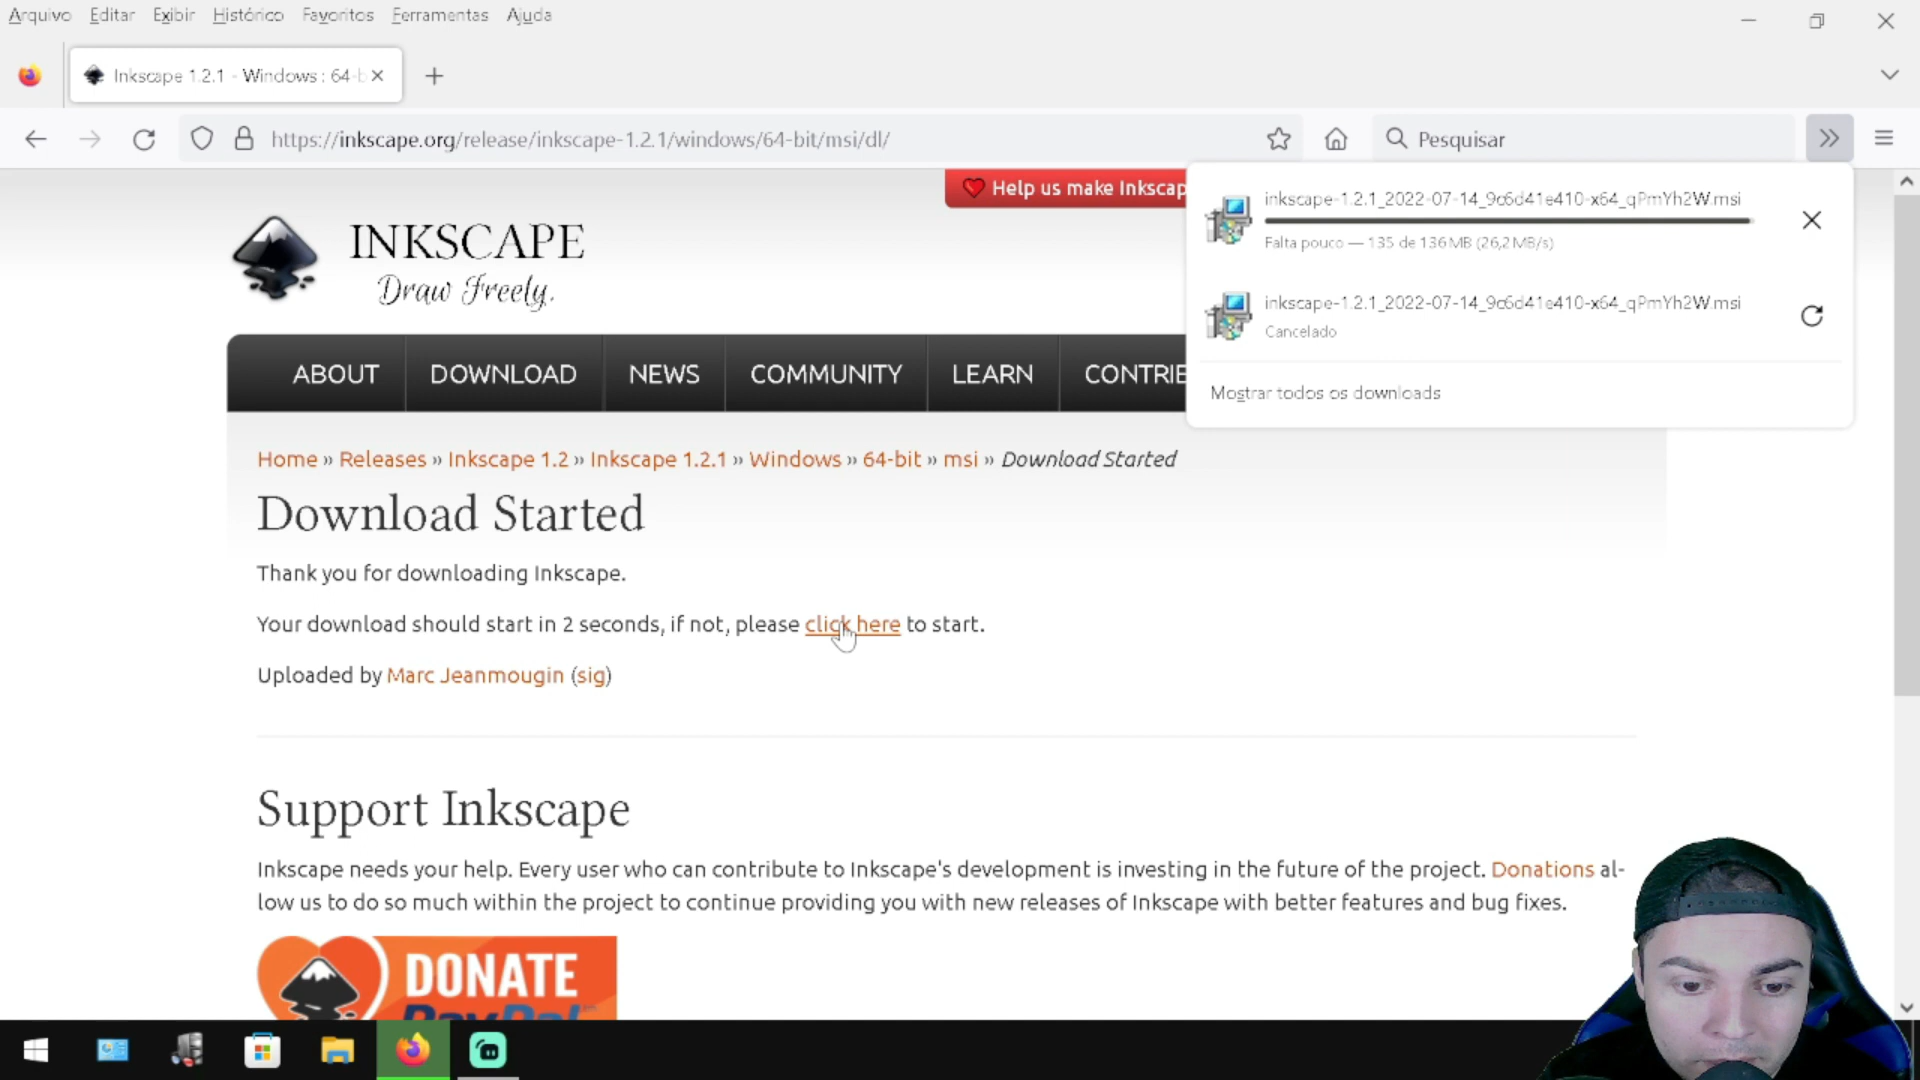 Arquivo Editar Exibir Histórico Favoritos Ferramentas Ajuda
Inkscape 1.2.1 - Windows : 64-b
https://inkscape.org/release/inkscape-1.2.1/windows/64-bit/msi/dl/
Pesquisar
Help us make Inkscap
inkscape-1.2.1_2022-07-14_9c6d41e410-x64_qPmYh2W.msi
Falta pouco — 135 de 136 MB (26,2 MB/s)
inkscape-1.2.1_2022-07-14_9c6d41e410-x64_qPmYh2W.msi
Cancelado
Mostrar todos os downloads
INKSCAPE
Draw Freely.
ABOUT DOWNLOAD NEWS COMMUNITY LEARN CONTRIB
Home » Releases » Inkscape 1.2 » Inkscape 1.2.1 » Windows » 64-bit » msi » Download Started
Download Started
Thank you for downloading Inkscape.
Your download should start in 2 seconds, if not, please click here to start.
Uploaded by Marc Jeanmougin (sig)
Support Inkscape
Inkscape needs your help. Every user who can contribute to Inkscape's development is investing in the future of the project. Donations al-
low us to do so much within the project to continue providing you with new releases of Inkscape with better features and bug fixes.
DONATE
PayPal